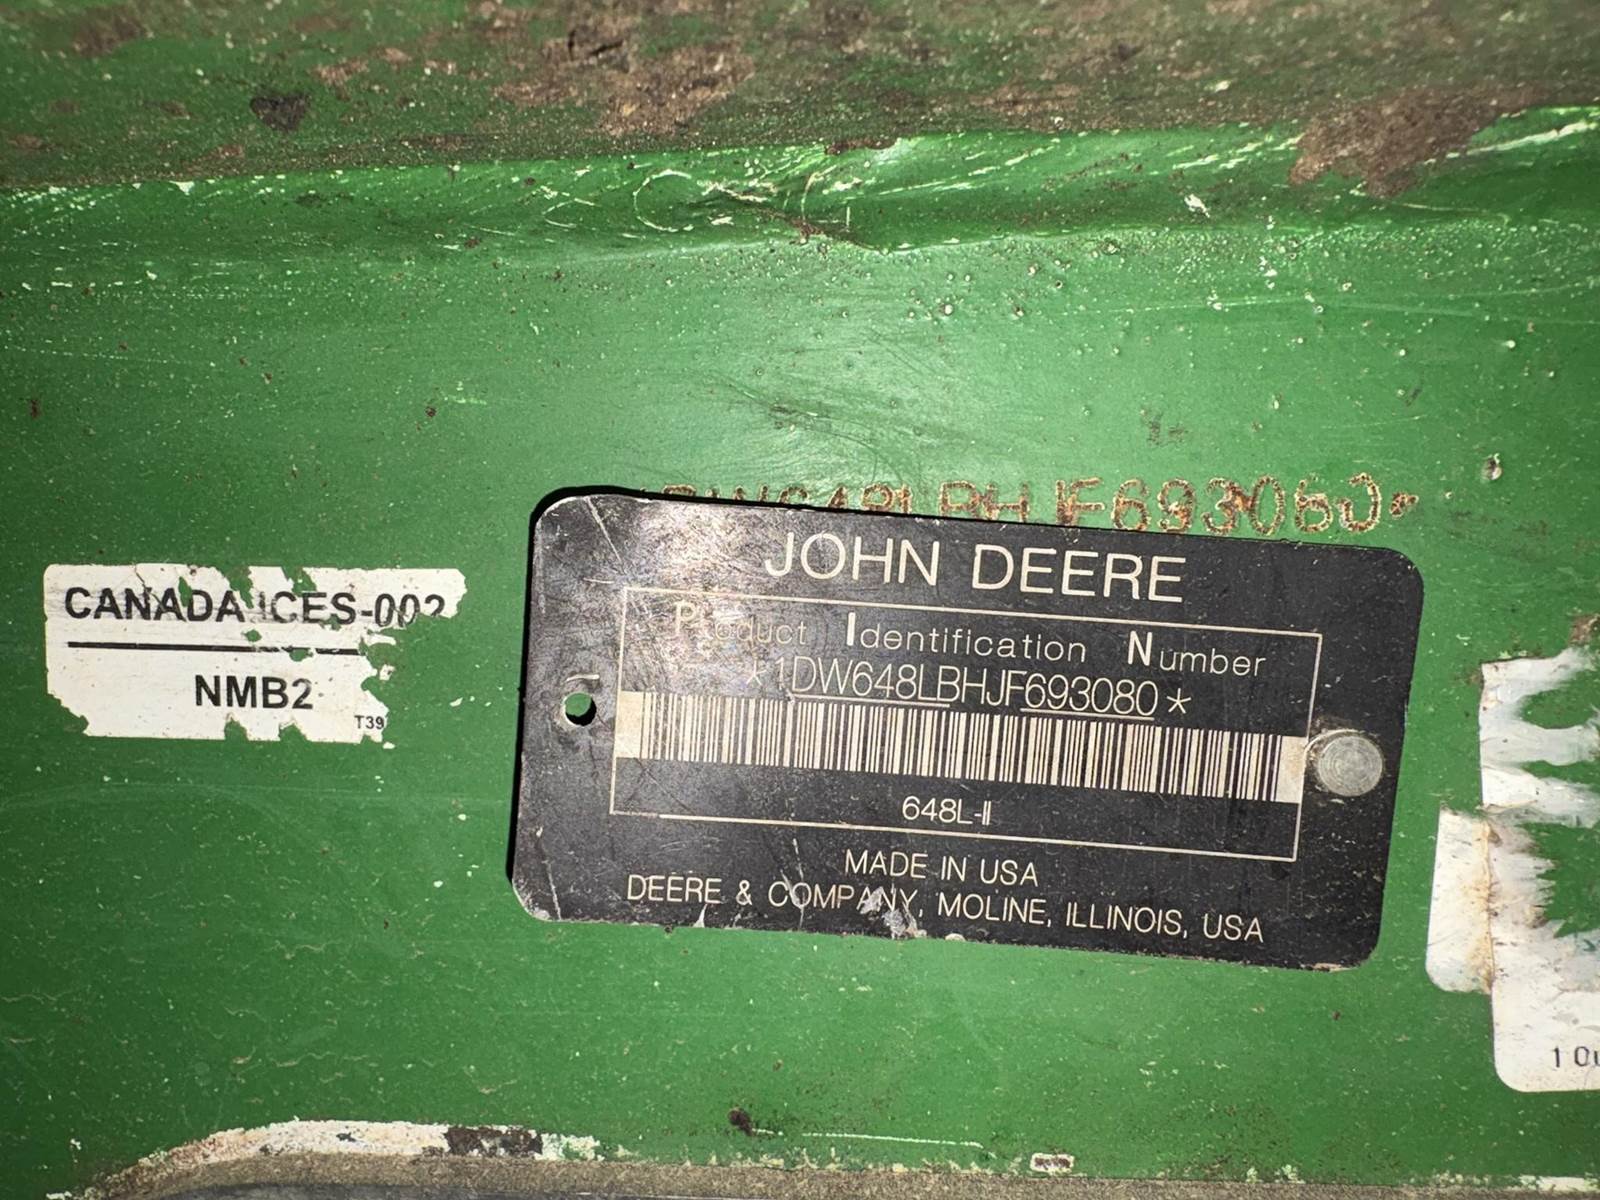 1DW648LBHJF693080*
JOHN DEERE
Product Identification Number
*1DW648LBHJF693080*
648L-II
MADE IN USA
DEERE & COMPANY, MOLINE, ILLINOIS, USA
CANADA ICES-002
NMB2
T39